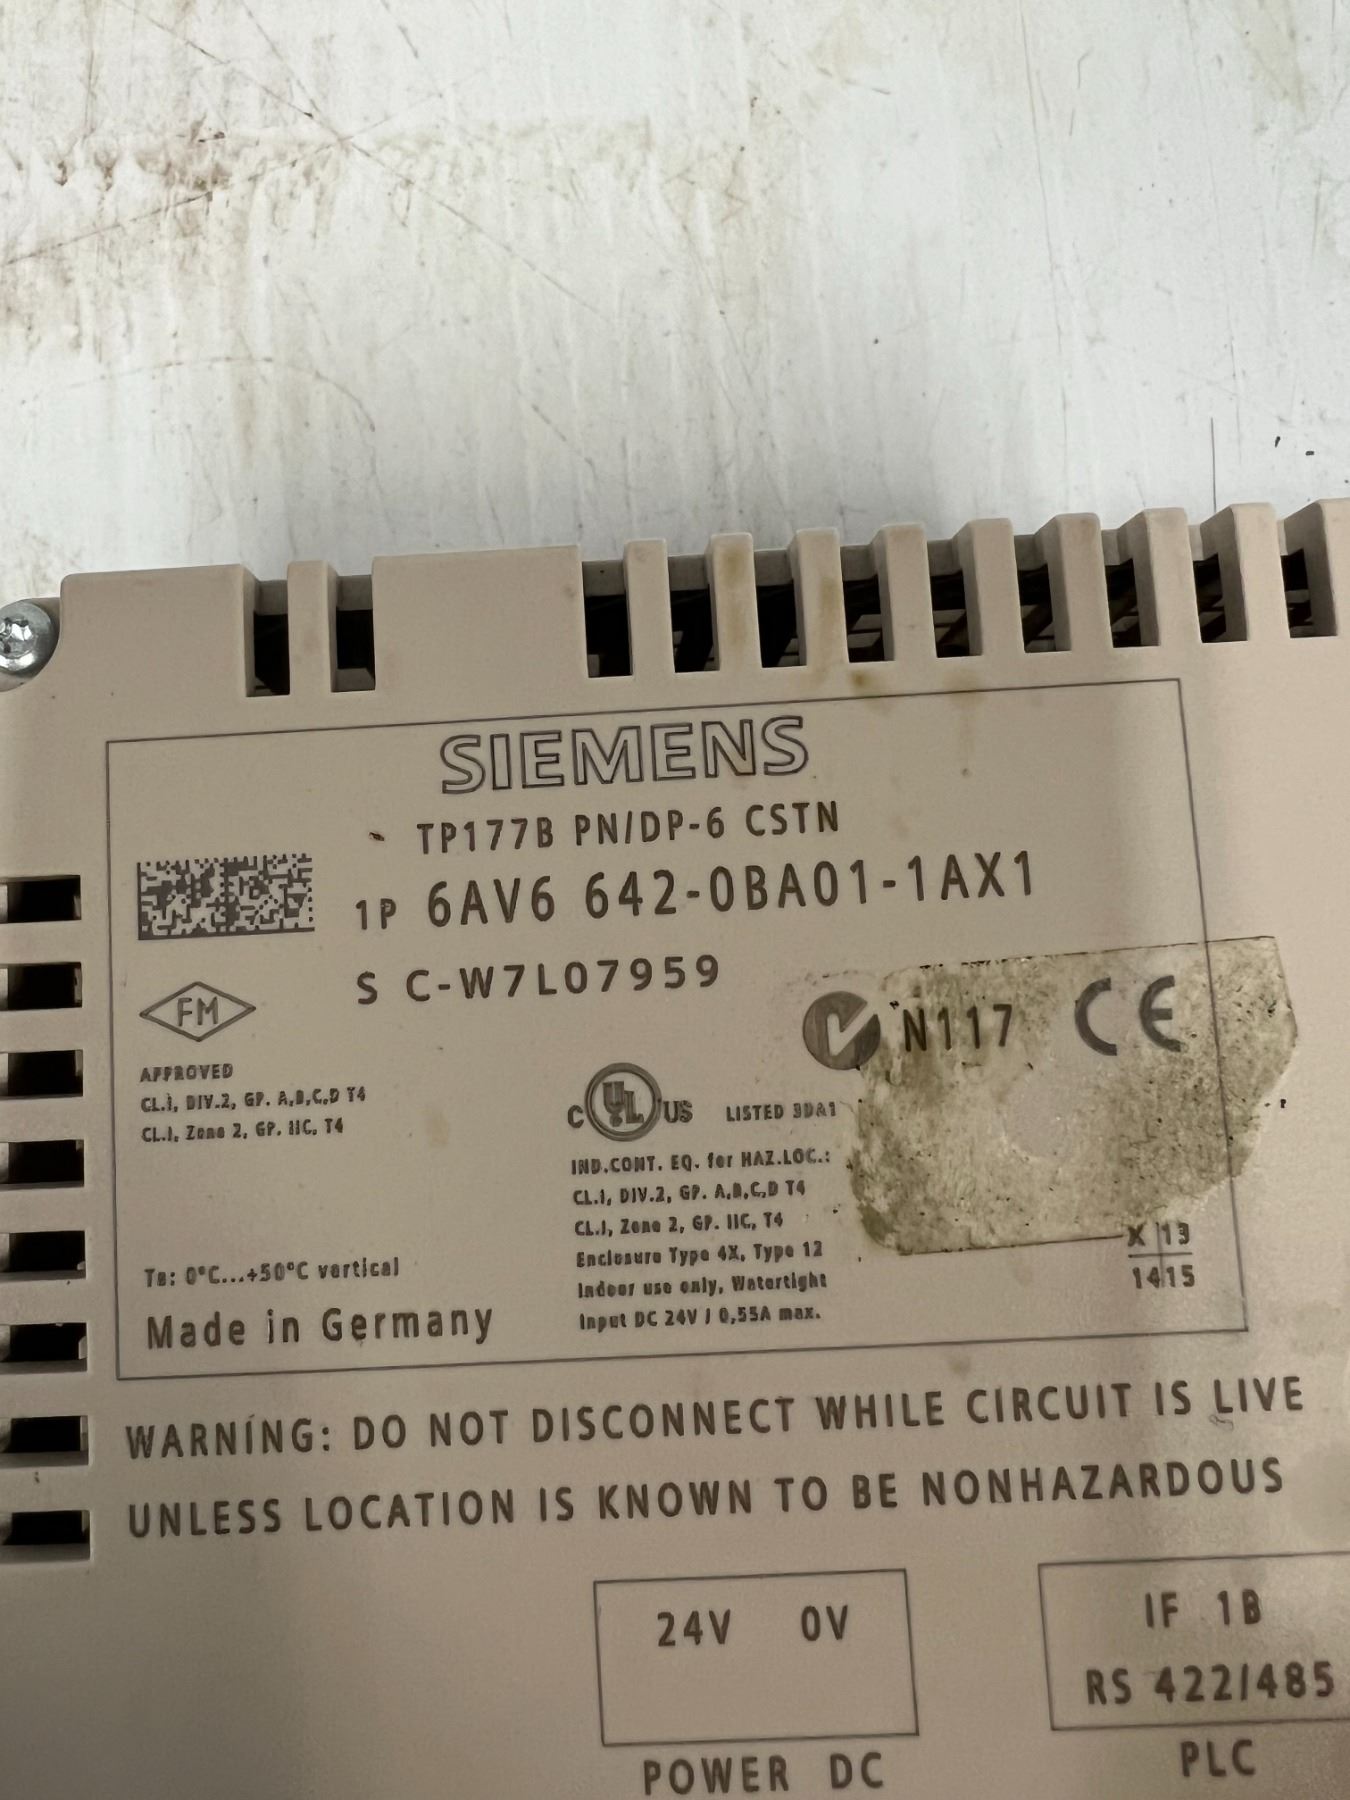 SIEMENS
TP177B PN/DP-6 CSTN
1P 6AV6 642-0BA01-1AX1
S C-W7L07959
FM
N117 CE
APPROVED
CL.I, DIV.2, GP. A,B,C,D T4
CL.I, Zone 2, GP. IIC, T4
C UL US LISTED 3DA1
IND.CONT. EQ. for HAZ.LOC.:
CL.I, DIV.2, GP. A,B,C,D T4
CL.I, Zone 2, GP. IIC, T4
Enclosure Type 4X, Type 12
Indoor use only, Watertight
Input DC 24V / 0,55A max.
X 13
14 15
Ta: 0°C...+50°C vertical
Made in Germany
WARNING: DO NOT DISCONNECT WHILE CIRCUIT IS LIVE
UNLESS LOCATION IS KNOWN TO BE NONHAZARDOUS
24V 0V
POWER DC
IF 1B
RS 422/485
PLC